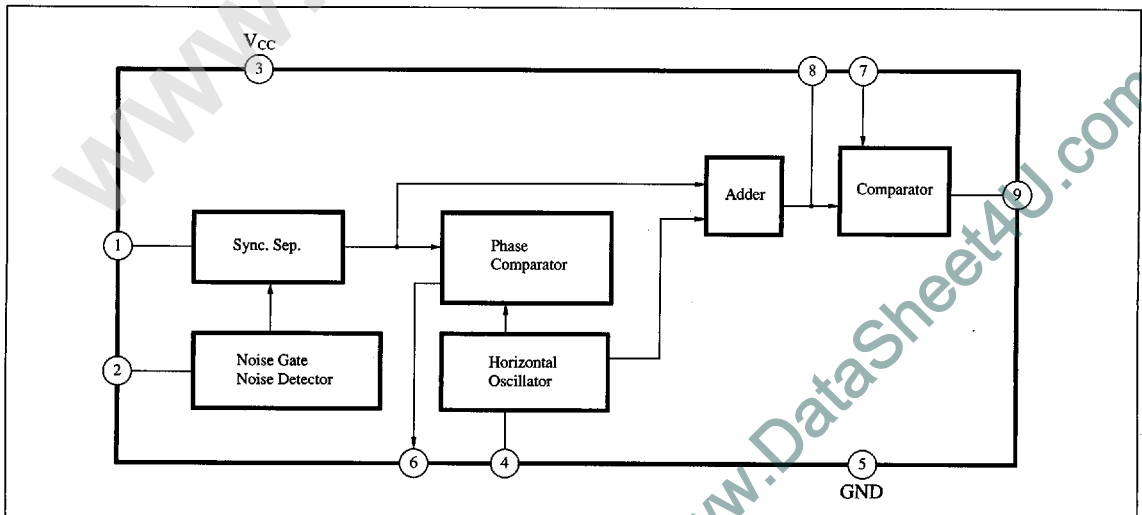 www.
VCC
3
8
7
Adder
Comparator
9
1
Sync. Sep.
Phase
Comparator
2
Noise Gate
Noise Detector
Horizontal
Oscillator
6
4
5
GND
www.DataSheet4U.com